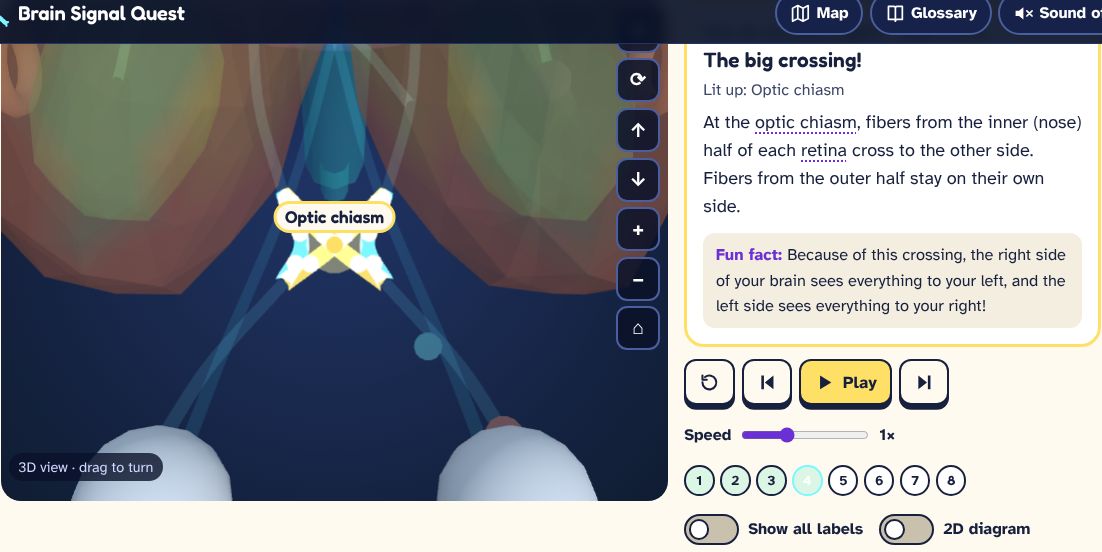 Brain Signal Quest
Map
Glossary
Sound o
Optic chiasm
3D view · drag to turn
The big crossing!
Lit up: Optic chiasm
At the optic chiasm, fibers from the inner (nose)
half of each retina cross to the other side.
Fibers from the outer half stay on their own
side.
Fun fact: Because of this crossing, the right side
of your brain sees everything to your left, and the
left side sees everything to your right!
Play
Speed 1×
1 2 3 4 5 6 7 8
Show all labels
2D diagram